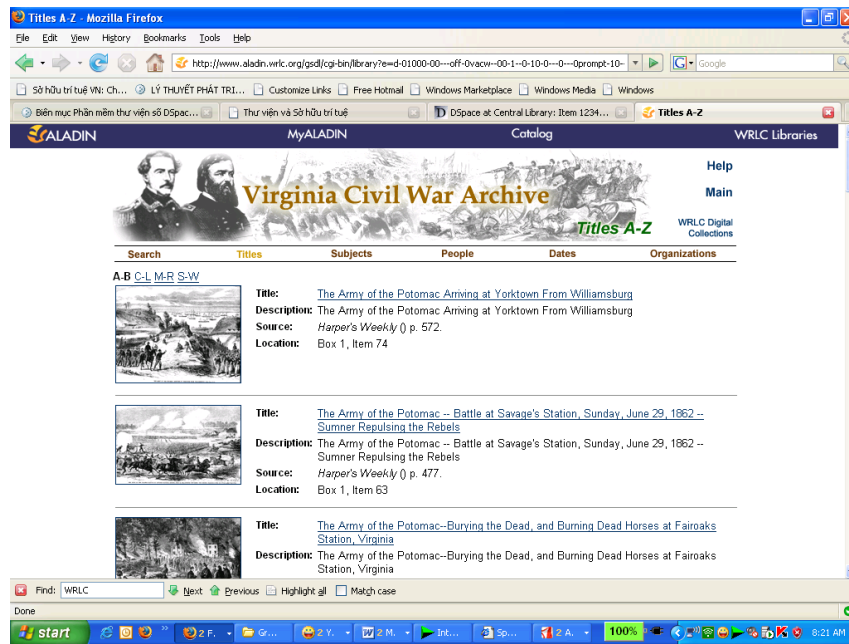 Titles A-Z - Mozilla Firefox
File Edit View History Bookmarks Tools Help
http://www.aladin.wrlc.org/gsdl/cgi-bin/library?e=d-01000-00---off-0vacw--00-1--0-10-0---0---0prompt-10- Google
Sở hữu trí tuệ VN: Ch... LÝ THUYẾT PHÁT TRI... Customize Links Free Hotmail Windows Marketplace Windows Media Windows
Biên mục Phần mềm thư viện số DSpac... Thư viện và Sở hữu trí tuệ DSpace at Central Library: Item 1234... Titles A-Z
ALADIN MyALADIN Catalog WRLC Libraries
Virginia Civil War Archive
Titles A-Z
Help
Main
WRLC Digital
Collections
Search Titles Subjects People Dates Organizations
A-B C-L M-R S-W
Title: The Army of the Potomac Arriving at Yorktown From Williamsburg
Description: The Army of the Potomac Arriving at Yorktown From Williamsburg
Source: Harper's Weekly () p. 572.
Location: Box 1, Item 74
Title: The Army of the Potomac -- Battle at Savage's Station, Sunday, June 29, 1862 --
Sumner Repulsing the Rebels
Description: The Army of the Potomac -- Battle at Savage's Station, Sunday, June 29, 1862 --
Sumner Repulsing the Rebels
Source: Harper's Weekly () p. 477.
Location: Box 1, Item 63
Title: The Army of the Potomac--Burying the Dead, and Burning Dead Horses at Fairoaks
Station, Virginia
Description: The Army of the Potomac--Burying the Dead, and Burning Dead Horses at Fairoaks
Station, Virginia
Find: WRLC Next Previous Highlight all Match case
Done
start 2 F. Gr... 2 Y. 2 M. Int... Sp... 2 A. 100% 8:21 AM